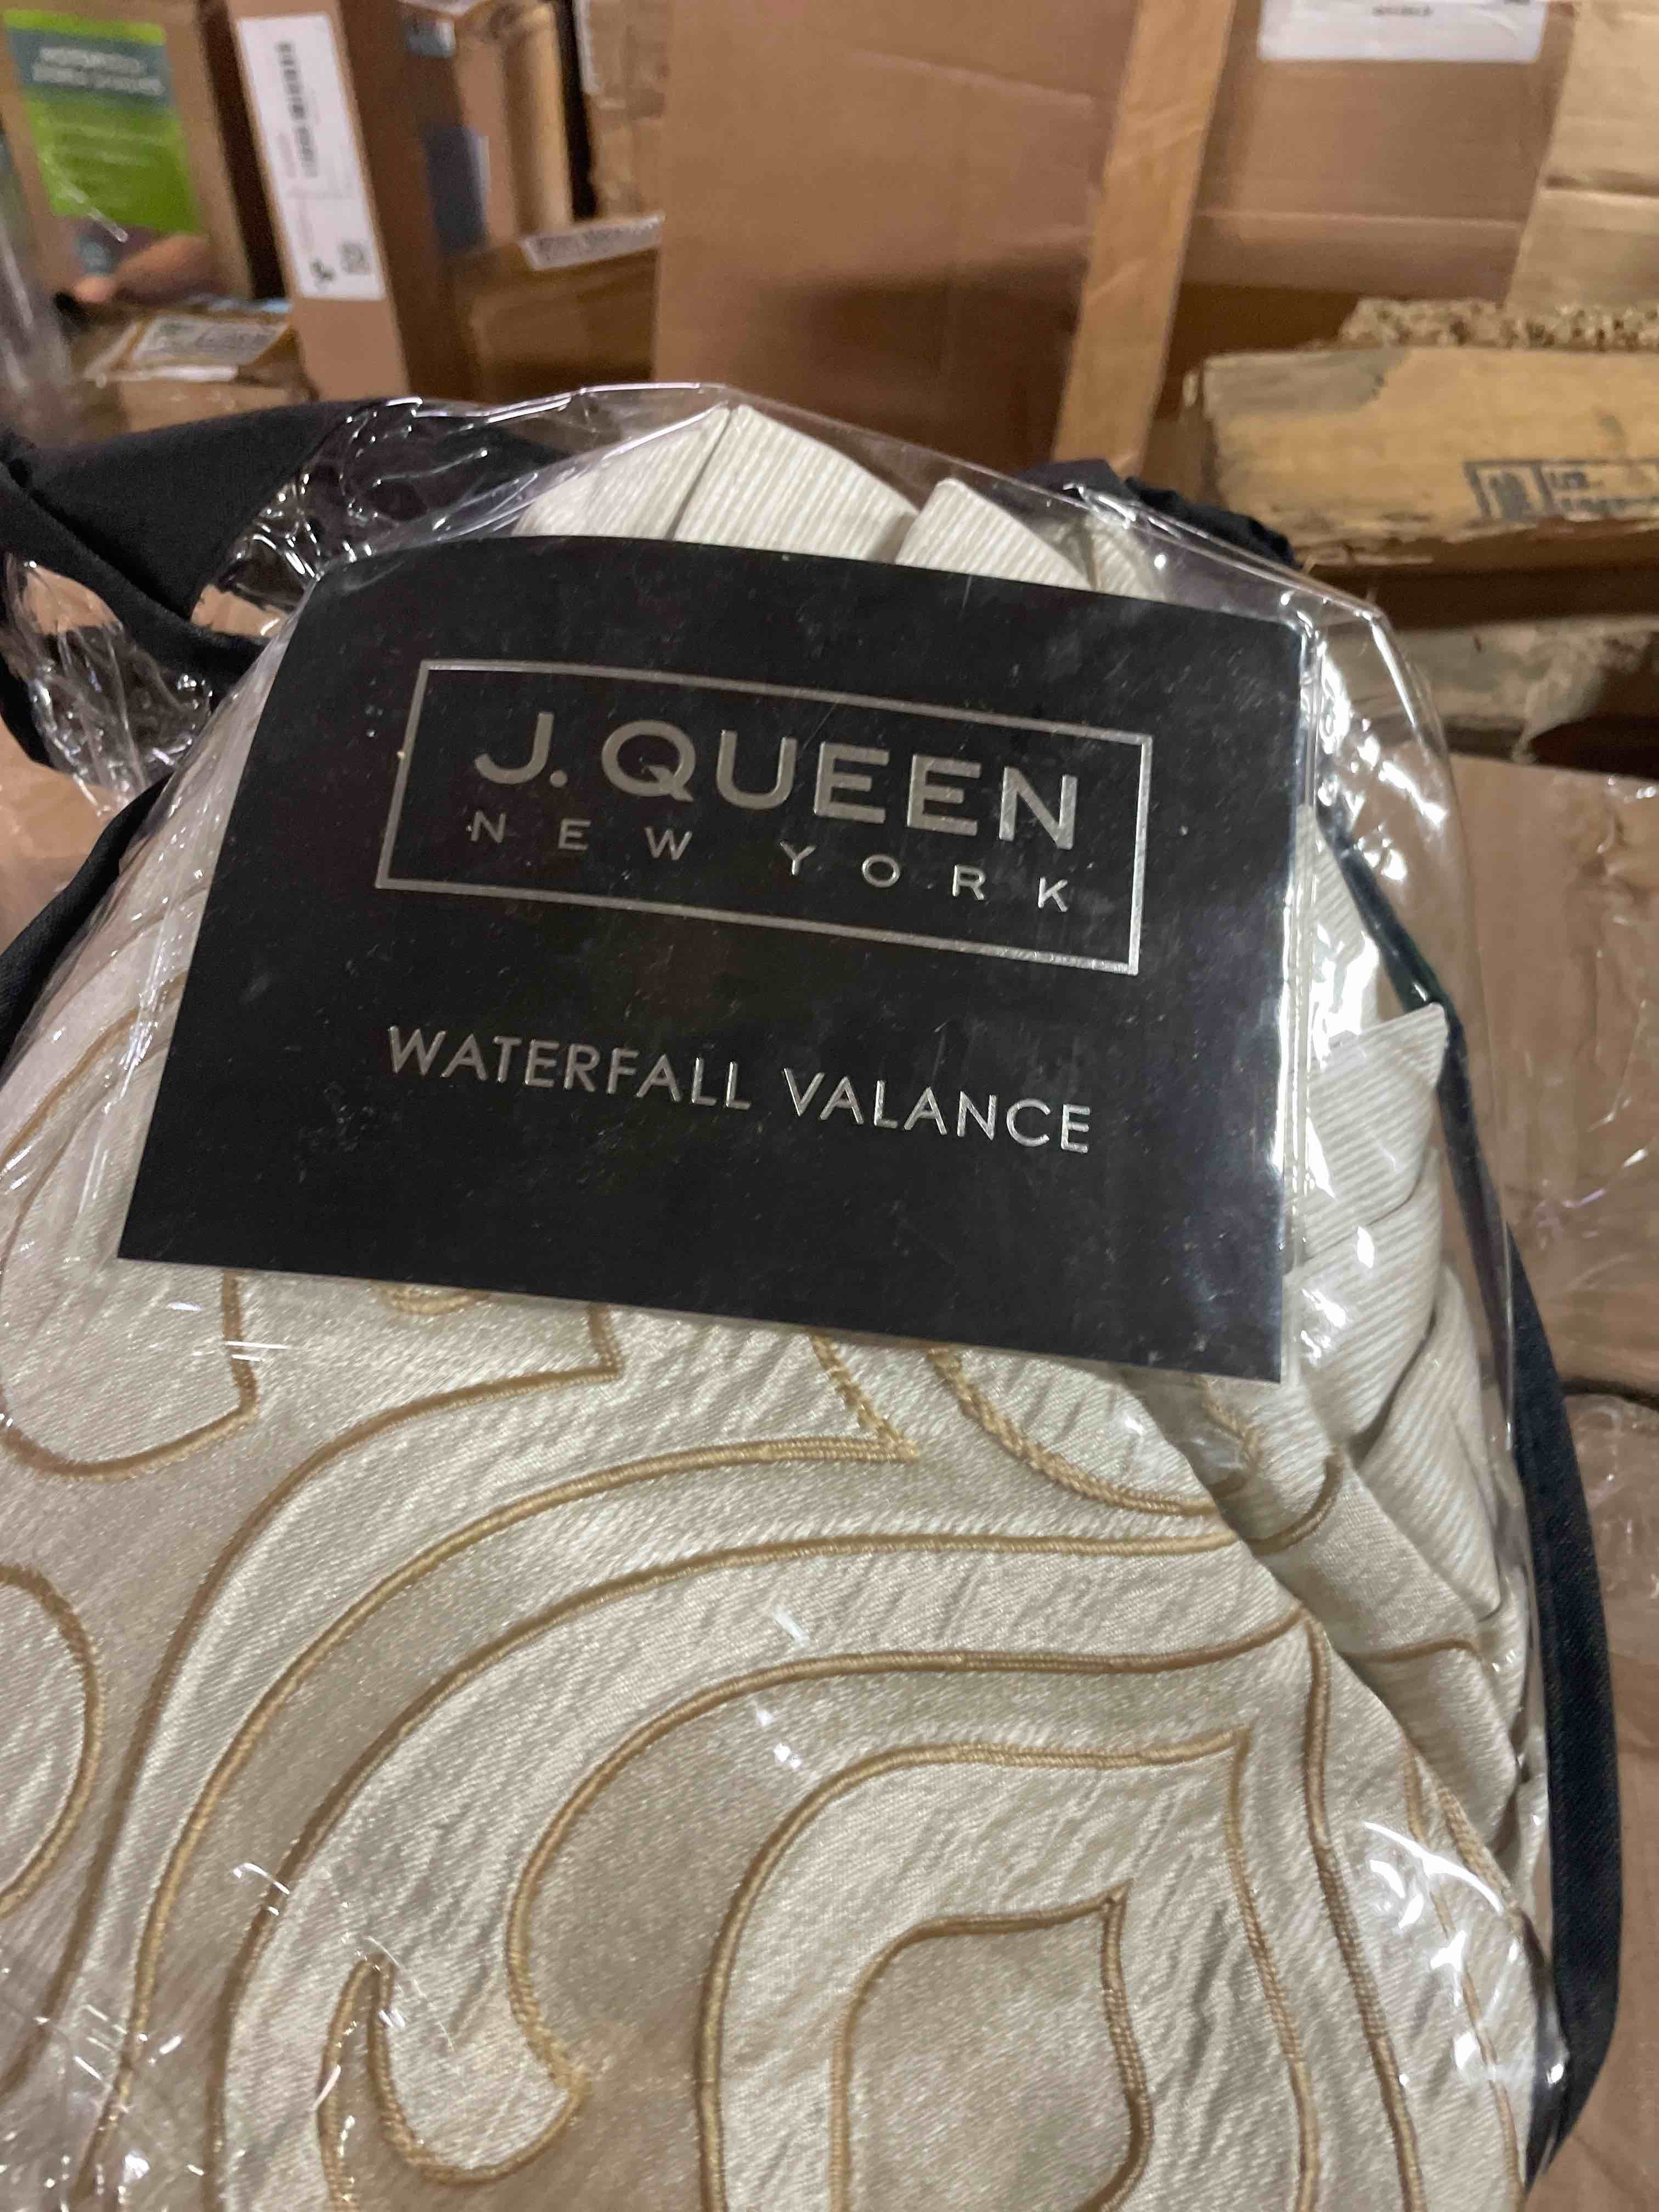 J. QUEEN
NEW YORK
WATERFALL VALANCE